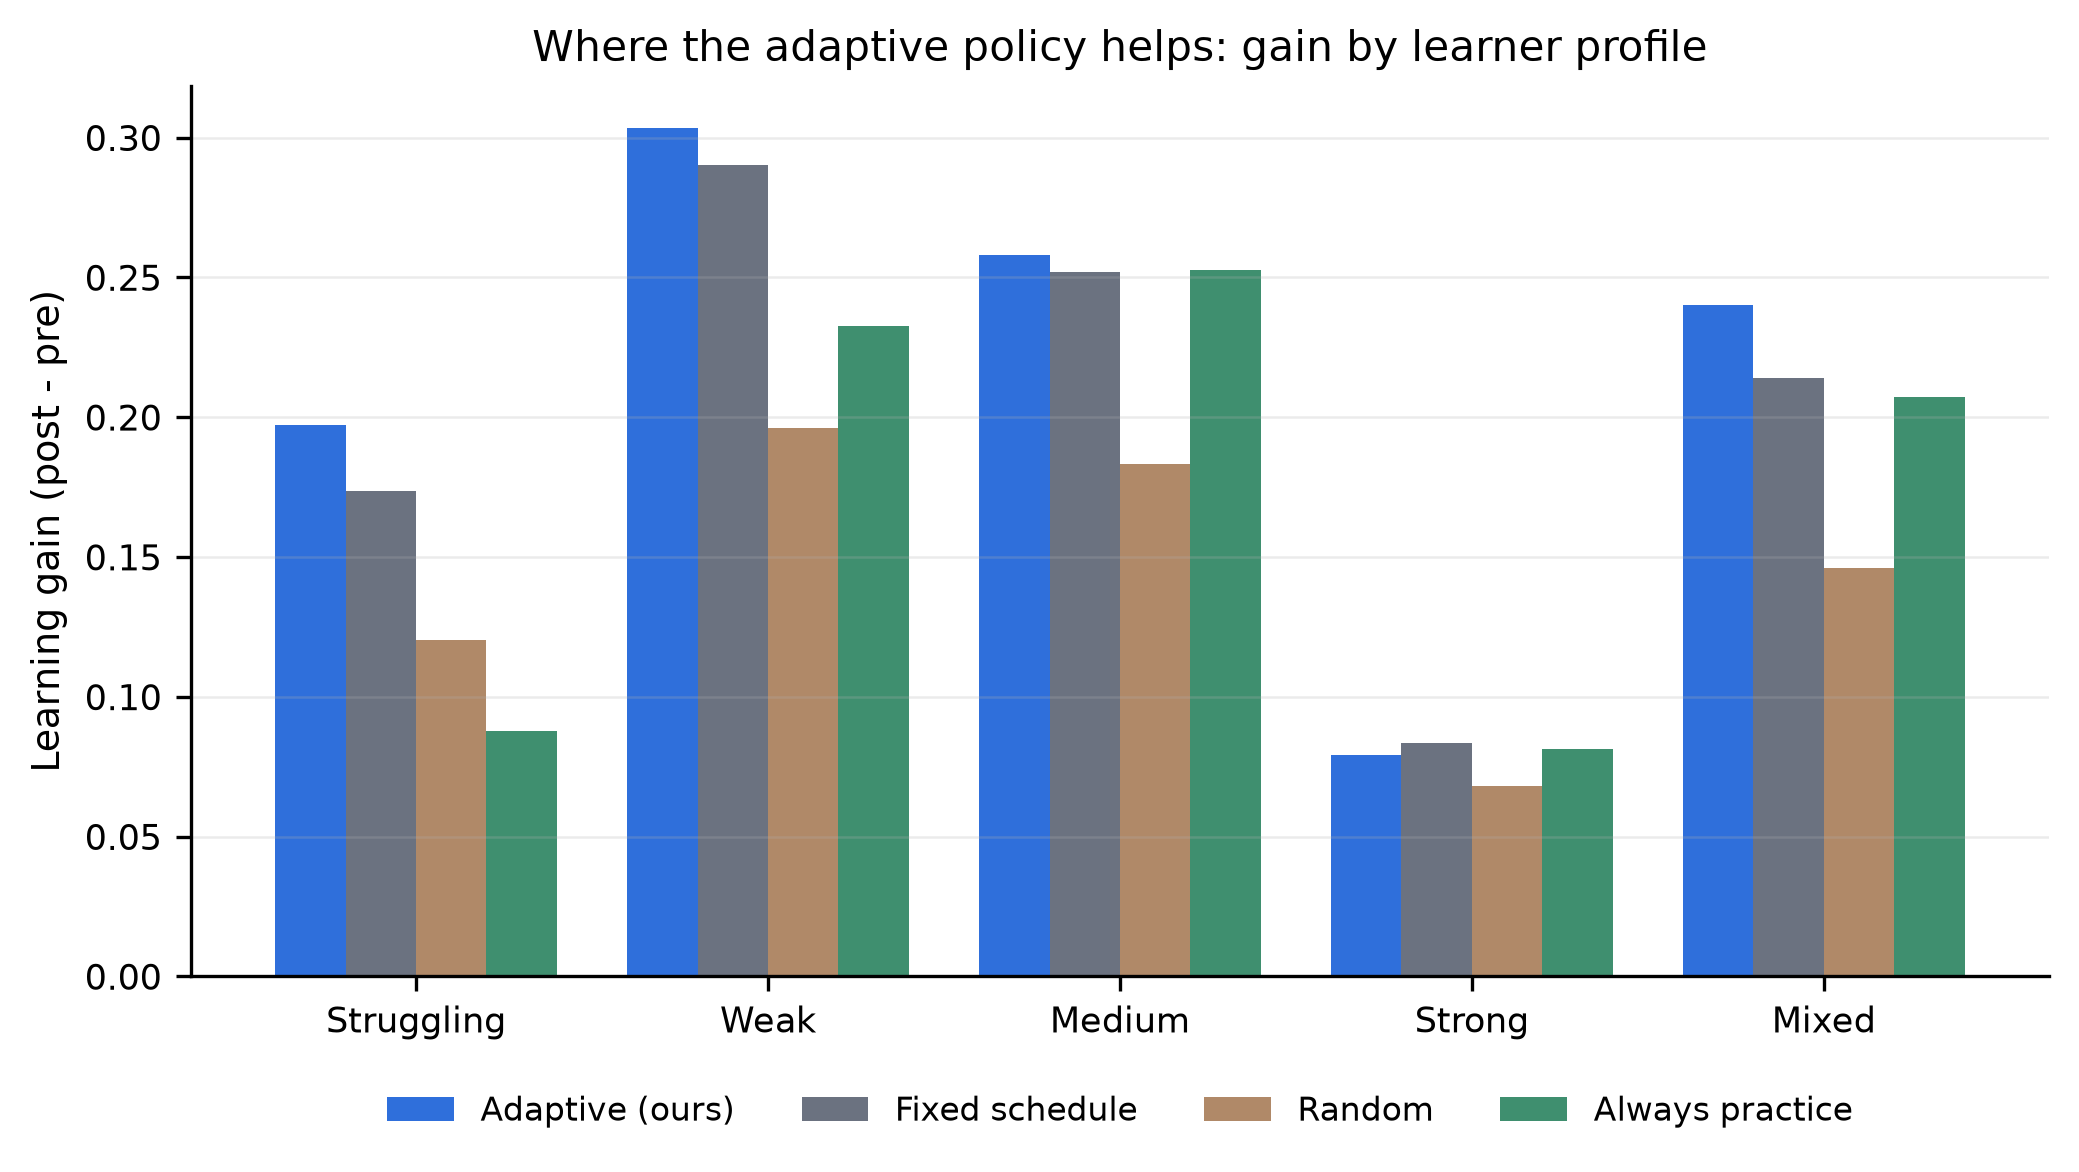 Where the adaptive policy helps: gain by learner profile
Learning gain (post - pre)
0.30
0.25
0.20
0.15
0.10
0.05
0.00
Struggling Weak Medium Strong Mixed
Adaptive (ours) Fixed schedule Random Always practice